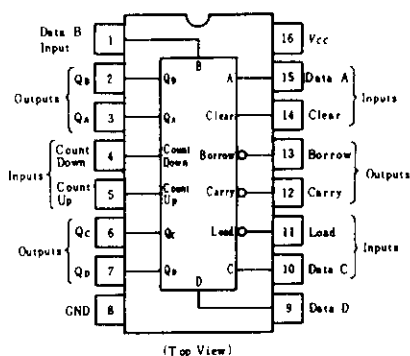 Data B
Input
1
16
Vcc
B
QB
2
QB
A
15
Data A
Outputs
Inputs
QA
3
QA
Clear
14
Clear
Count
Down
4
Count
Down
Borrow
13
Borrow
Inputs
Outputs
Count
Up
5
Count
Up
Carry
12
Carry
QC
6
QC
Load
11
Load
Outputs
Inputs
QD
7
QD
C
10
Data C
D
GND
8
9
Data D
(Top View)